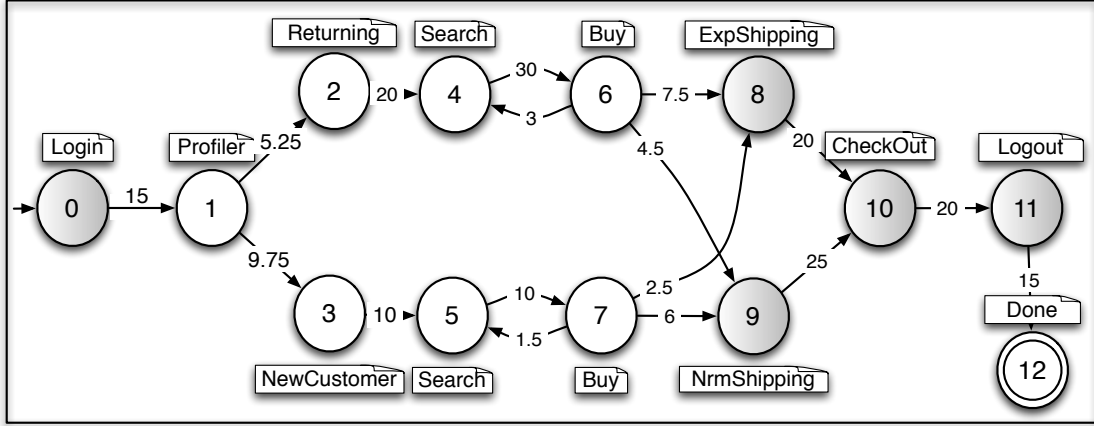 Returning
Search
Buy
ExpShipping
2
20
4
30
3
6
7.5
8
Login
Profiler
5.25
4.5
20
CheckOut
Logout
0
15
1
10
20
11
9.75
25
15
3
10
5
10
1.5
7
2.5
6
9
Done
12
NewCustomer
Search
Buy
NrmShipping